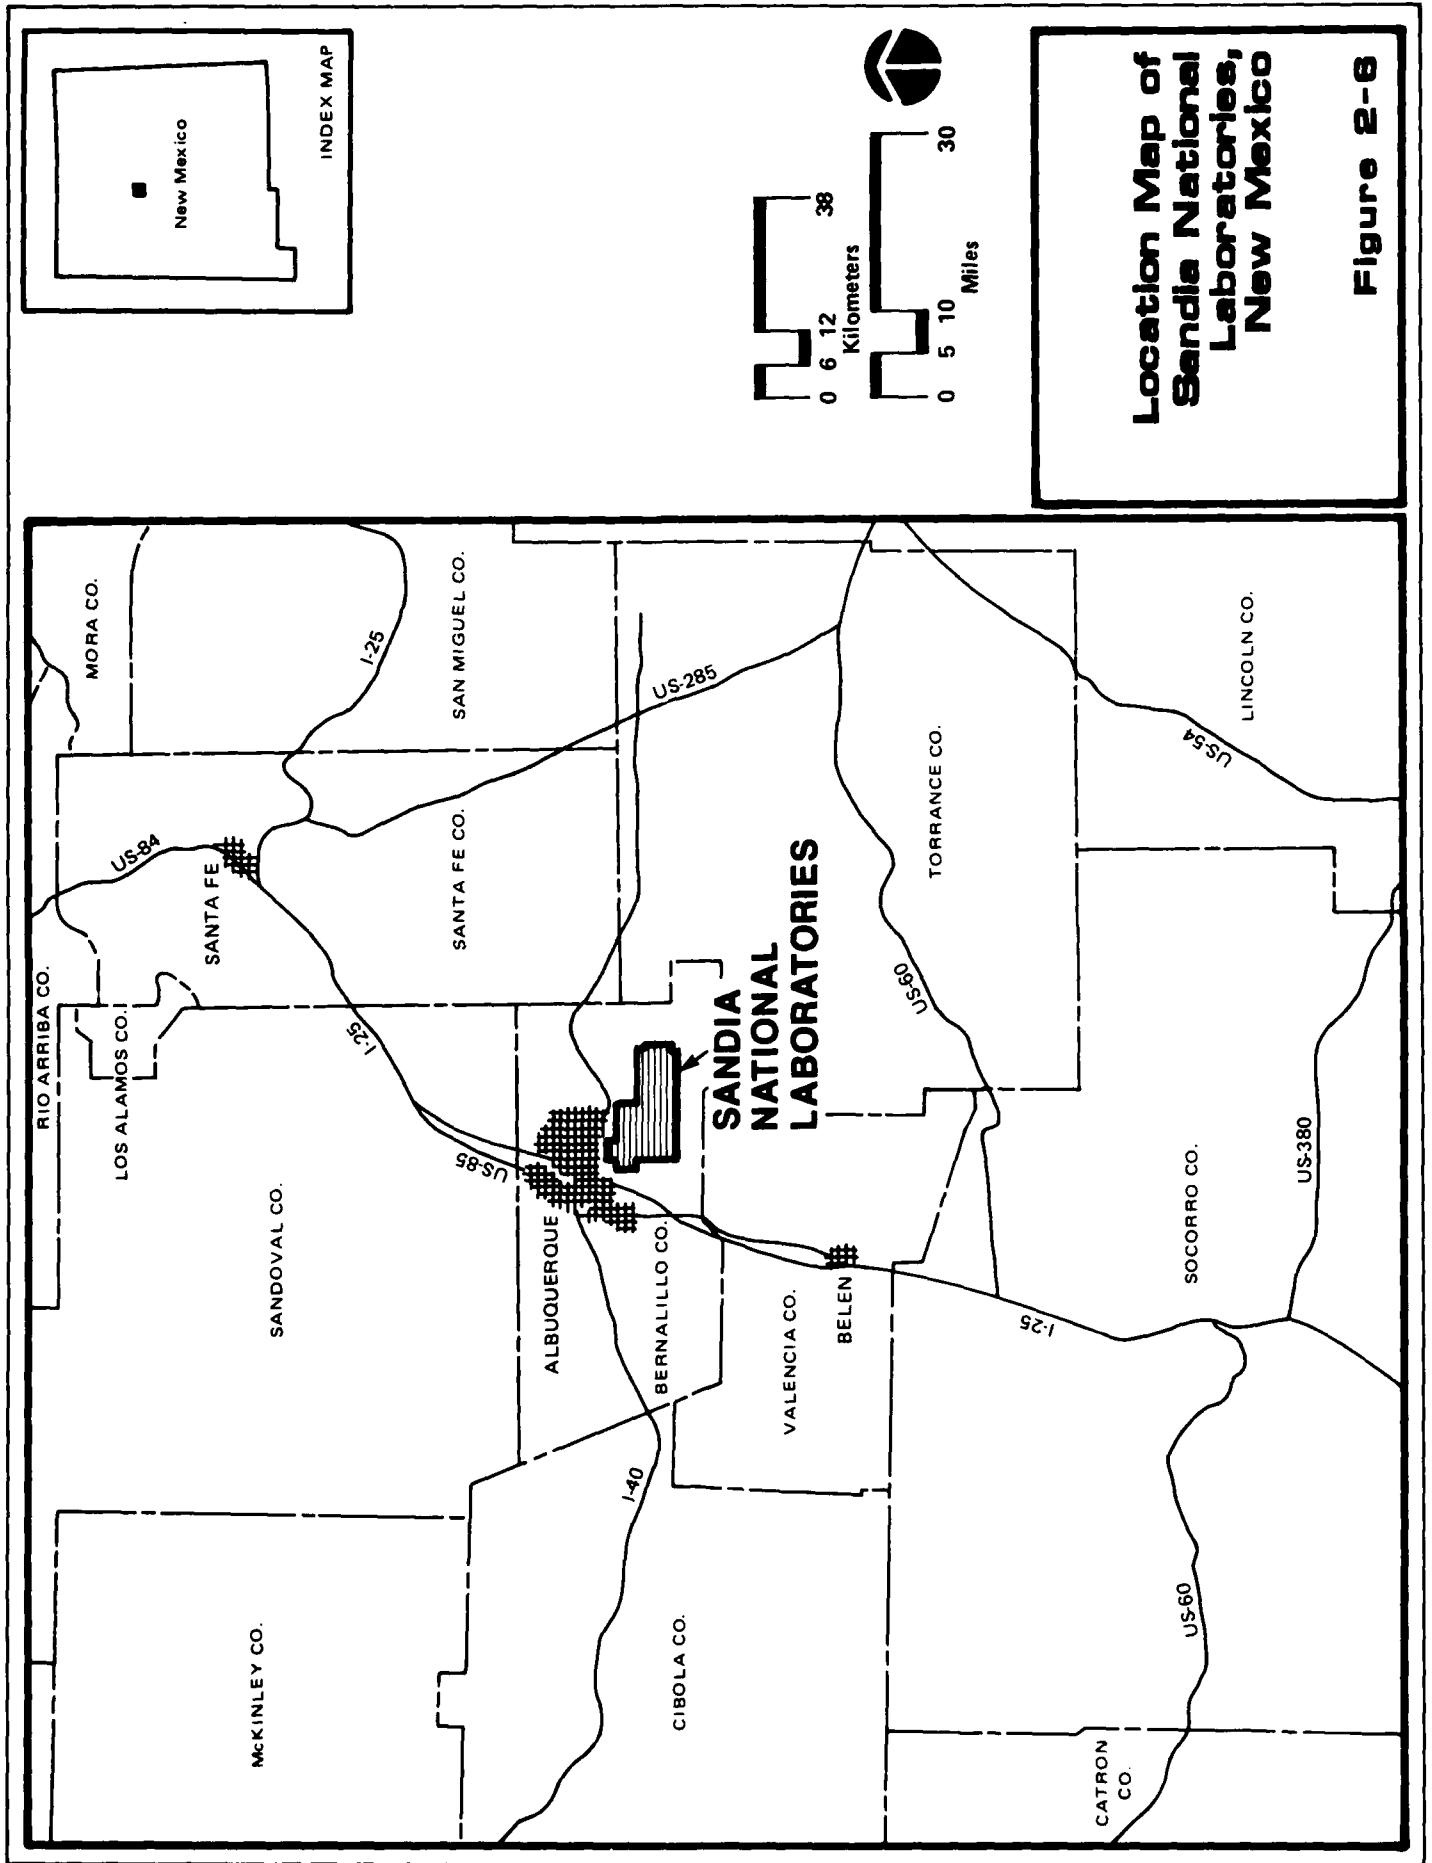 RIO ARRIBA CO.
MORA CO.
LOS ALAMOS CO.
US-84
SANTA FE
McKINLEY CO.
SANDOVAL CO.
I-25
I-25
SANTA FE CO.
SAN MIGUEL CO.
US-85
ALBUQUERQUE
I-40
BERNALILLO CO.
CIBOLA CO.
US-285
SANDIA
NATIONAL
LABORATORIES
VALENCIA CO.
BELEN
US-60
TORRANCE CO.
I-25
CATRON
CO.
US-60
SOCORRO CO.
US-54
LINCOLN CO.
US-380
New Mexico
INDEX MAP
0 6 12 38
Kilometers
0 5 10 30
Miles
Location Map of
Sandia National
Laboratories,
New Mexico
Figure 2-6